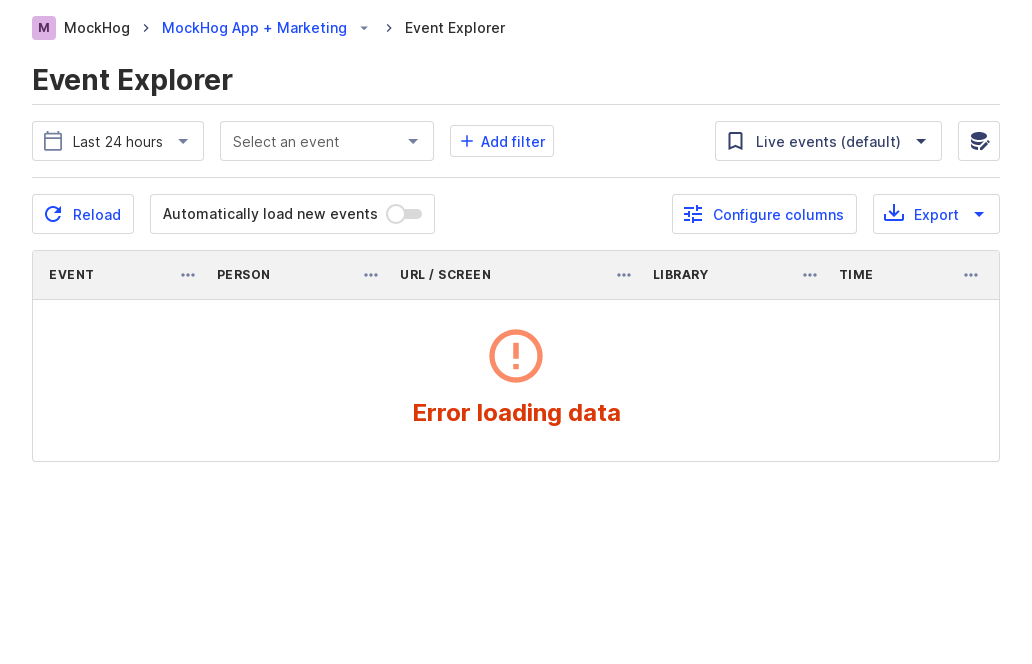 M MockHog MockHog App + Marketing Event Explorer
Event Explorer
Last 24 hours Select an event Add filter Live events (default)
Reload Automatically load new events Configure columns Export
EVENT PERSON URL / SCREEN LIBRARY TIME
Error loading data